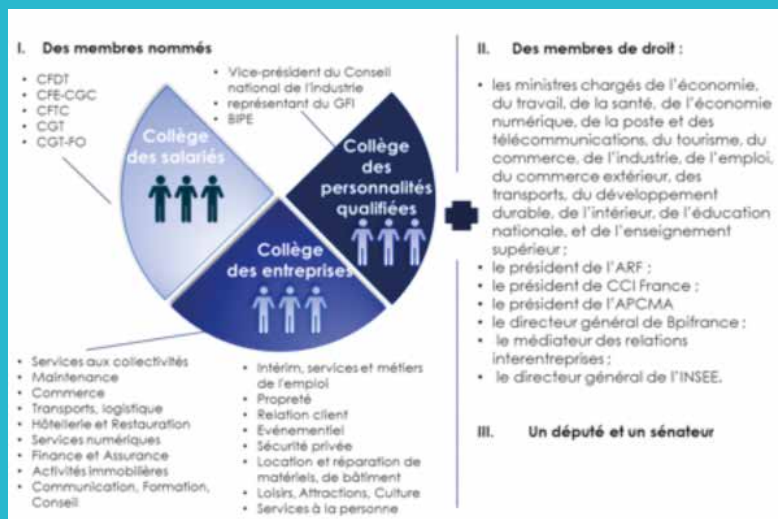 I. Des membres nommés
• CFDT
• CFE-CGC
• CFTC
• CGT
• CGT-FO
• Vice-président du Conseil
national de l'industrie
• représentant du GFI
• BIPE
Collège
des salariés
Collège
des
personnalités
qualifiées
Collège
des entreprises
• Services aux collectivités
• Maintenance
• Commerce
• Transports, logistique
• Hôtellerie et Restauration
• Services numériques
• Finance et Assurance
• Activités immobilières
• Communication, Formation,
Conseil
• Intérim, services et métiers
de l'emploi
• Propreté
• Relation client
• Evénementiel
• Sécurité privée
• Location et réparation de
matériels, de bâtiment
• Loisirs, Attractions, Culture
• Services à la personne
II. Des membres de droit :
• les ministres chargés de l'économie,
du travail, de la santé, de l'économie
numérique, de la poste et des
télécommunications, du tourisme, du
commerce, de l'industrie, de l'emploi,
du commerce extérieur, des
transports, du développement
durable, de l'intérieur, de l'éducation
nationale, et de l'enseignement
supérieur ;
• le président de l'ARF ;
• le président de CCI France ;
• le président de l'APCMA
• le directeur général de Bpifrance ;
• le médiateur des relations
interentreprises ;
• le directeur général de l'INSEE.
III. Un député et un sénateur